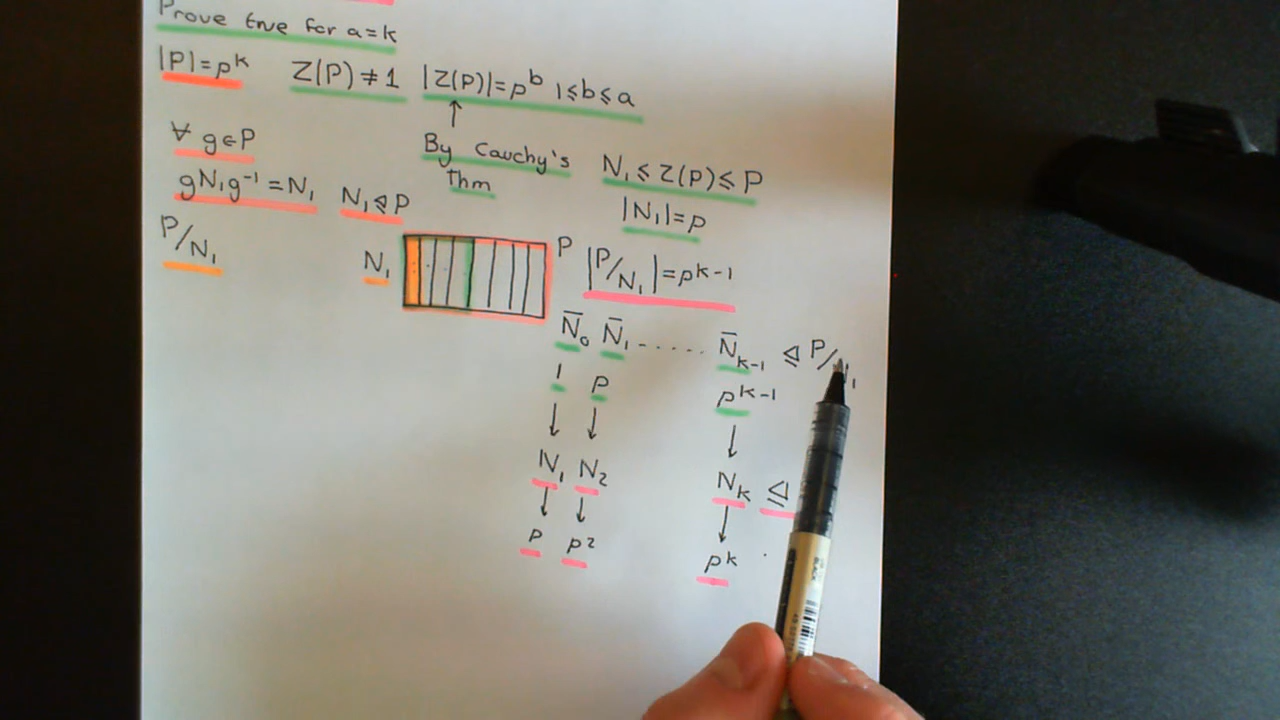 Prove true for a=k
|P|=p^k Z(P)≠1 |Z(P)|=p^b 1≤b≤a
↑
∀ g∈P By Cauchy's Thm N₁≤Z(P)≤P
gN₁g⁻¹=N₁ N₁⊴P |N₁|=p
P/N₁ N₁ P |P/N₁|=p^{k-1}
N̄₀ N̄₁ ----- N̄_{k-1} ⊴ P/N₁
1 p p^{k-1}
↓ ↓ ↓
N₁ N₂ N_k ⊴
↓ ↓ ↓
p p² p^k